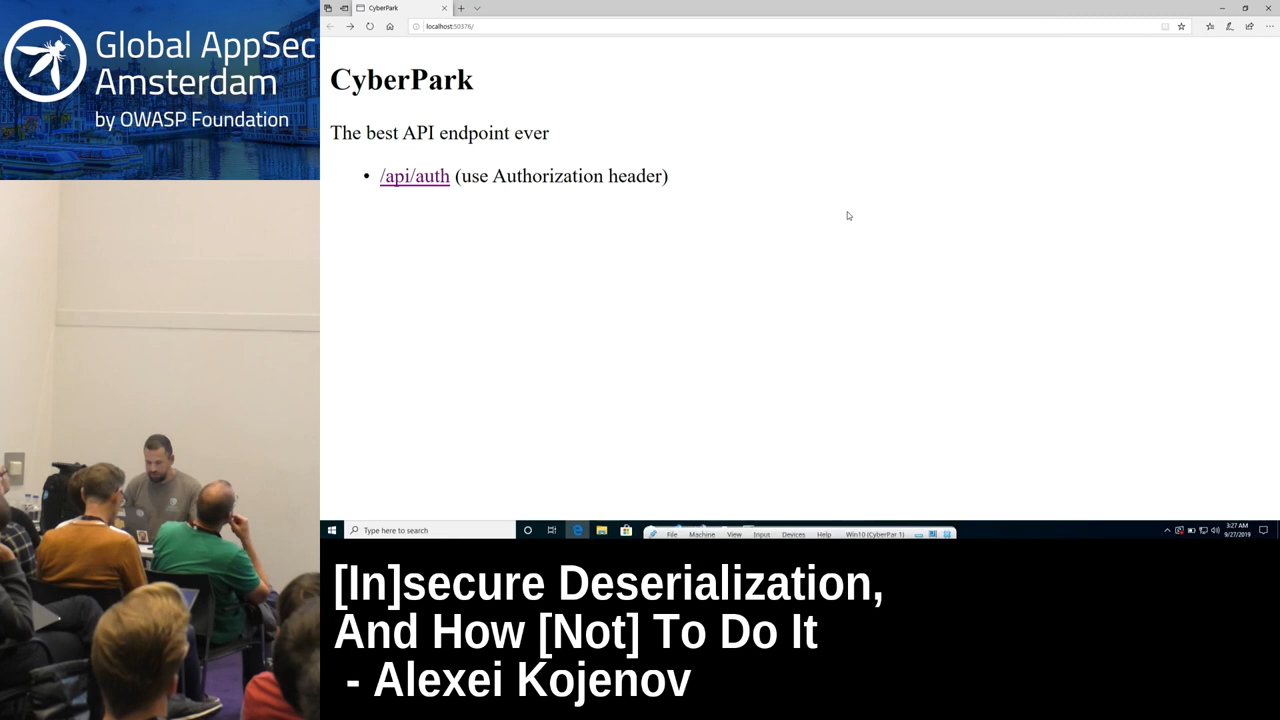 Global AppSec
Amsterdam
by OWASP Foundation
CyberPark
localhost:50376/
CyberPark
The best API endpoint ever
• /api/auth (use Authorization header)
Type here to search
File Machine View Input Devices Help Win10 (CyberPar 1)
3:27 AM
9/27/2019
[In]secure Deserialization,
And How [Not] To Do It
- Alexei Kojenov